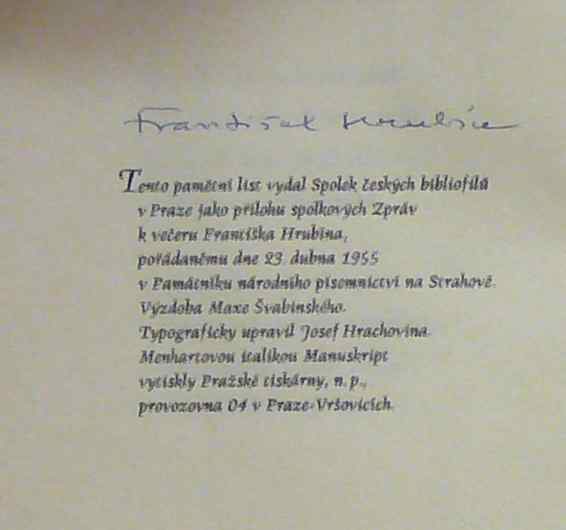 František Hrubín
Tento pamětní list vydal Spolek českých bibliofilů
v Praze jako přílohu spolkových Zpráv
k večeru Františka Hrubína,
pořádanému dne 23. dubna 1955
v Památníku národního písemnictví na Strahově.
Výzdoba Maxe Švabinského.
Typograficky upravil Josef Hrachovina.
Menhartovou italikou Manuskript
vytiskly Pražské tiskárny, n. p.,
provozovna 04 v Praze-Vršovicích.